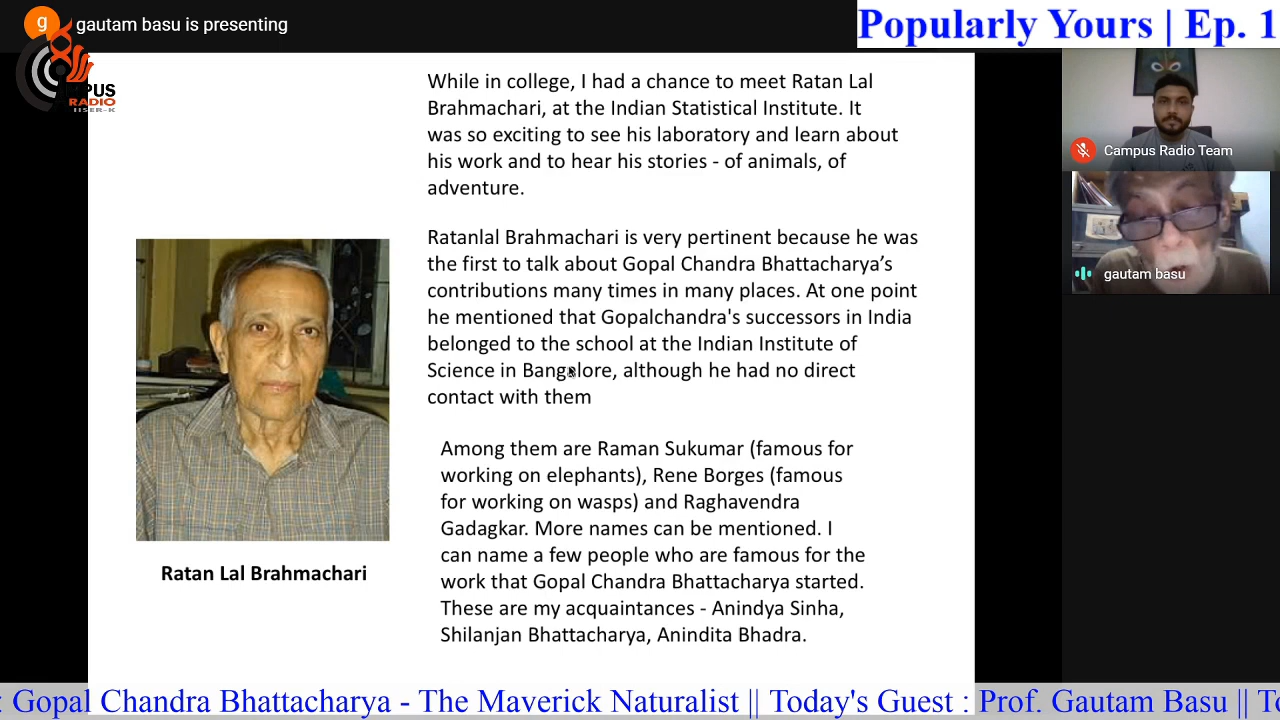 g
gautam basu is presenting
Popularly Yours | Ep. 1
MPUS
RADIO
IISER-K
While in college, I had a chance to meet Ratan Lal
Brahmachari, at the Indian Statistical Institute. It
was so exciting to see his laboratory and learn about
his work and to hear his stories - of animals, of
adventure.
Ratanlal Brahmachari is very pertinent because he was
the first to talk about Gopal Chandra Bhattacharya’s
contributions many times in many places. At one point
he mentioned that Gopalchandra's successors in India
belonged to the school at the Indian Institute of
Science in Bangalore, although he had no direct
contact with them
Among them are Raman Sukumar (famous for
working on elephants), Rene Borges (famous
for working on wasps) and Raghavendra
Gadagkar. More names can be mentioned. I
can name a few people who are famous for the
work that Gopal Chandra Bhattacharya started.
These are my acquaintances - Anindya Sinha,
Shilanjan Bhattacharya, Anindita Bhadra.
Ratan Lal Brahmachari
Campus Radio Team
gautam basu
: Gopal Chandra Bhattacharya - The Maverick Naturalist || Today's Guest : Prof. Gautam Basu || To